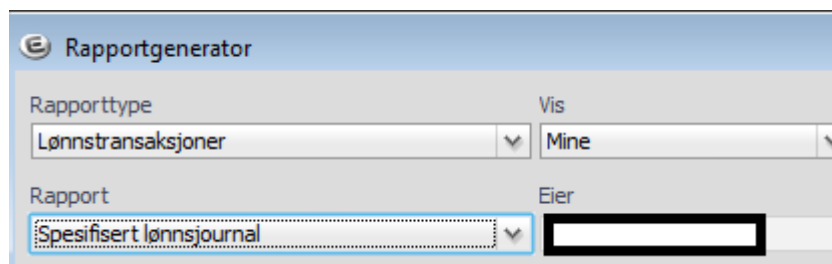 Rapportgenerator
Rapporttype Vis
Lønnstransaksjoner Mine
Rapport Eier
Spesifisert lønnsjournal